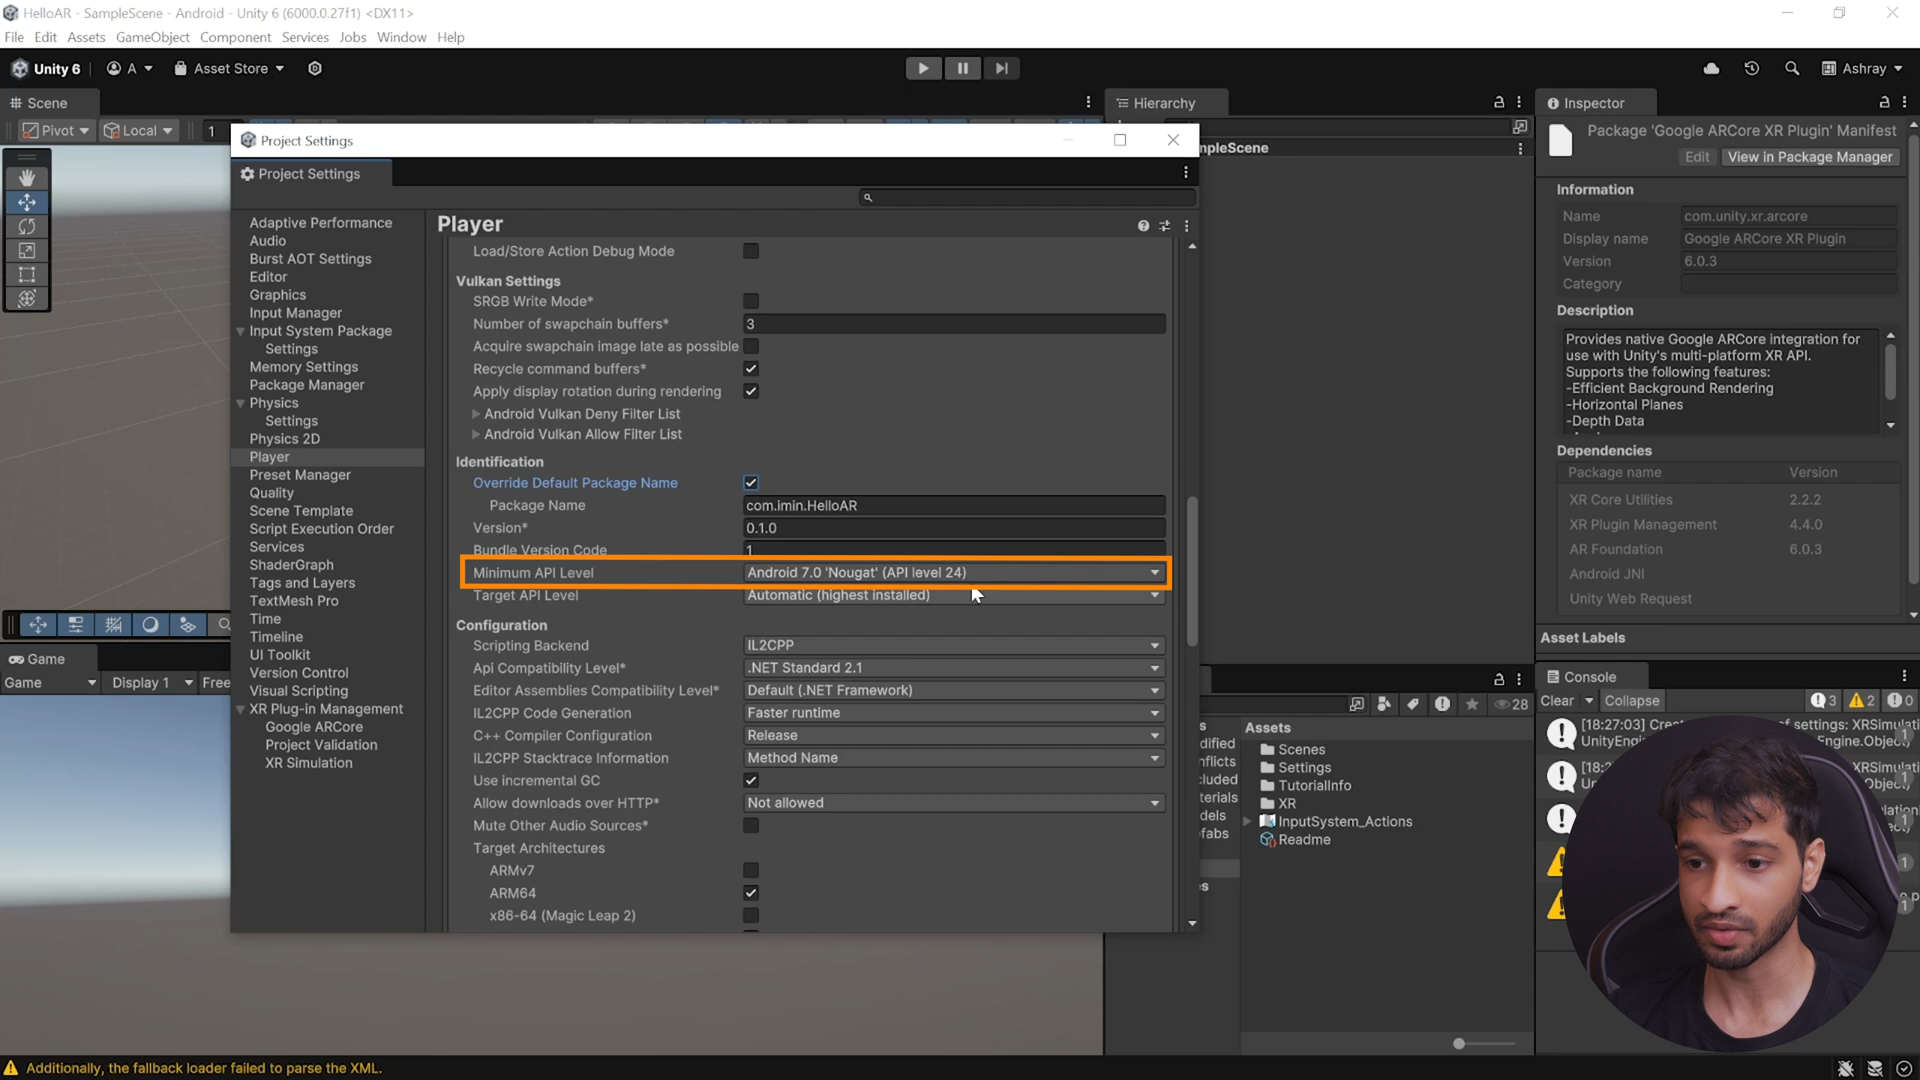 HelloAR - SampleScene - Android - Unity 6 (6000.0.27f1) <DX11>
File Edit Assets GameObject Component Services Jobs Window Help
Unity 6 A Asset Store Ashray
Scene
Pivot Local 1
Project Settings
Project Settings
Adaptive Performance
Audio
Burst AOT Settings
Editor
Graphics
Input Manager
Input System Package
Settings
Memory Settings
Package Manager
Physics
Settings
Physics 2D
Player
Preset Manager
Quality
Scene Template
Script Execution Order
Services
ShaderGraph
Tags and Layers
TextMesh Pro
Time
Timeline
UI Toolkit
Version Control
Visual Scripting
XR Plug-in Management
Google ARCore
Project Validation
XR Simulation
Player
Load/Store Action Debug Mode
Vulkan Settings
SRGB Write Mode*
Number of swapchain buffers* 3
Acquire swapchain image late as possible
Recycle command buffers*
Apply display rotation during rendering
Android Vulkan Deny Filter List
Android Vulkan Allow Filter List
Identification
Override Default Package Name
Package Name com.imin.HelloAR
Version* 0.1.0
Bundle Version Code 1
Minimum API Level Android 7.0 'Nougat' (API level 24)
Target API Level Automatic (highest installed)
Configuration
Scripting Backend IL2CPP
Api Compatibility Level* .NET Standard 2.1
Editor Assemblies Compatibility Level* Default (.NET Framework)
IL2CPP Code Generation Faster runtime
C++ Compiler Configuration Release
IL2CPP Stacktrace Information Method Name
Use incremental GC
Allow downloads over HTTP* Not allowed
Mute Other Audio Sources*
Target Architectures
ARMv7
ARM64
x86-64 (Magic Leap 2)
Game
Game Display 1 Free
Hierarchy
mpleScene
Inspector
Package 'Google ARCore XR Plugin' Manifest
Edit View in Package Manager
Information
Name com.unity.xr.arcore
Display name Google ARCore XR Plugin
Version 6.0.3
Category
Description
Provides native Google ARCore integration for
use with Unity's multi-platform XR API.
Supports the following features:
-Efficient Background Rendering
-Horizontal Planes
-Depth Data
Dependencies
Package name Version
XR Core Utilities 2.2.2
XR Plugin Management 4.4.0
AR Foundation 6.0.3
Android JNI
Unity Web Request
Asset Labels
28
Assets
Scenes
Settings
TutorialInfo
XR
InputSystem_Actions
Readme
Console
Clear Collapse 3 2 0
[18:27:03] Crea f settings: XRSimulati
UnityEngi Engine.Object)
1
XRSimulat
1
1
1
1
Additionally, the fallback loader failed to parse the XML.